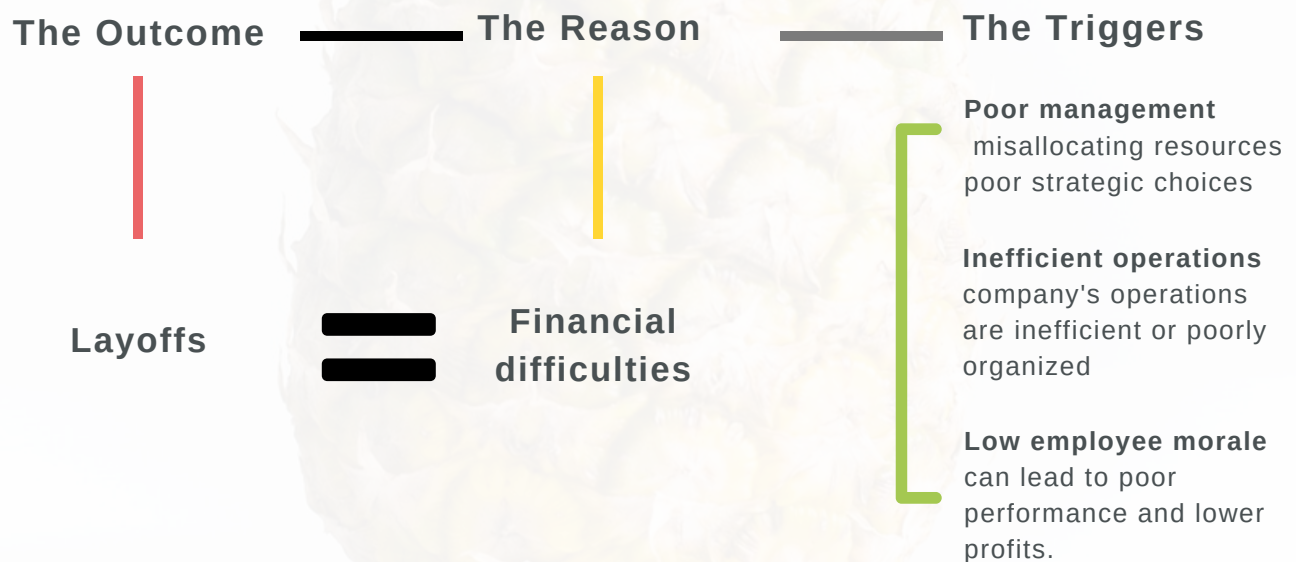 The Outcome
The Reason
The Triggers
Layoffs
Financial
difficulties
Poor management
misallocating resources
poor strategic choices
Inefficient operations
company's operations
are inefficient or poorly
organized
Low employee morale
can lead to poor
performance and lower
profits.